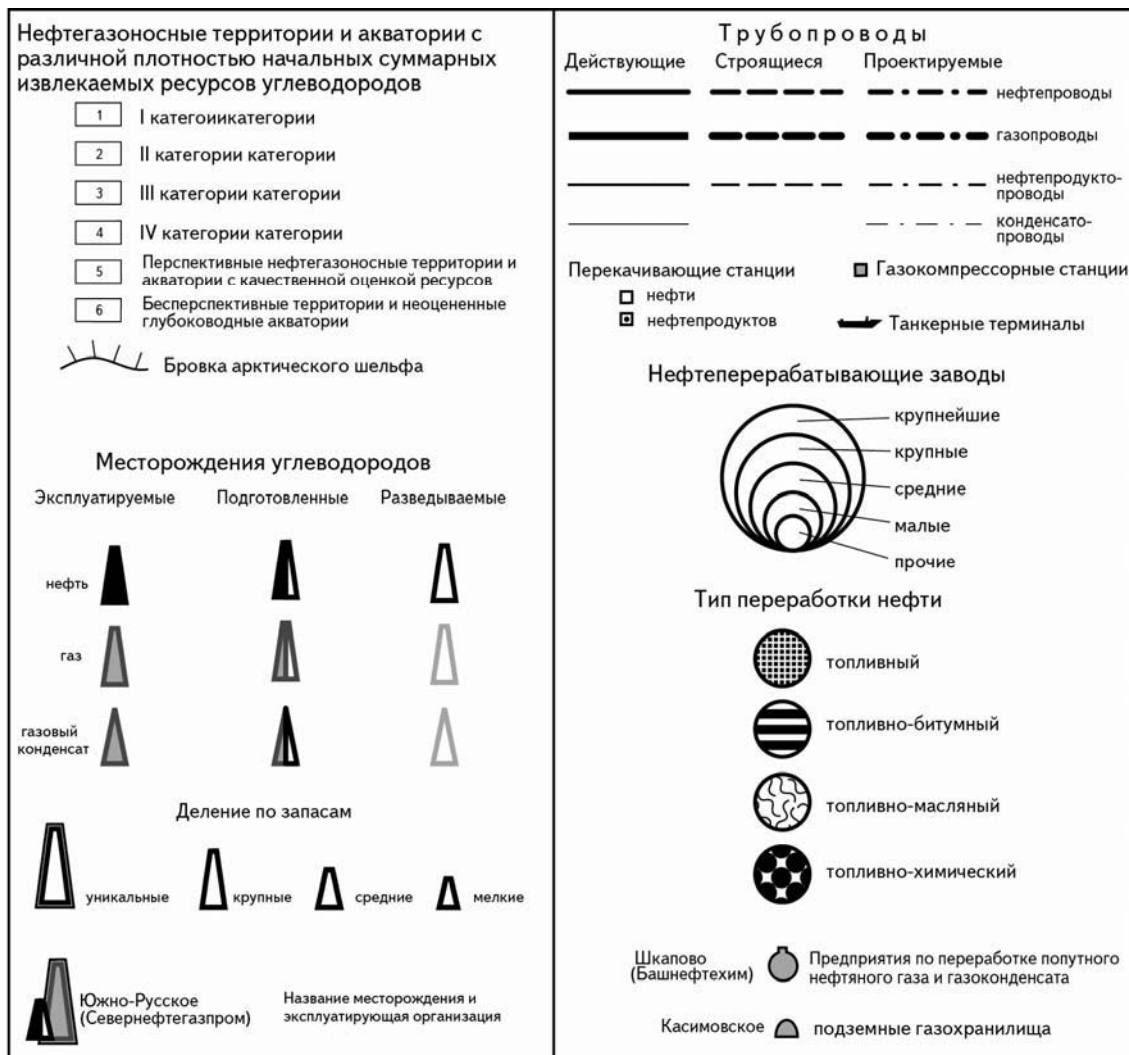 Нефтегазоносные территории и акватории с
различной плотностью начальных суммарных
извлекаемых ресурсов углеводородов
1 I категоиикатегории
2 II категории категории
3 III категории категории
4 IV категории категории
5 Перспективные нефтегазоносные территории и
акватории с качественной оценкой ресурсов
6 Бесперспективные территории и неоцененные
глубоководные акватории
Бровка арктического шельфа
Месторождения углеводородов
Эксплуатируемые Подготовленные Разведываемые
нефть
газ
газовый
конденсат
Деление по запасам
уникальные крупные средние мелкие
Южно-Русское
(Севернефтегазпром)
Название месторождения и
эксплуатирующая организация
Трубопроводы
Действующие Строящиеся Проектируемые
нефтепроводы
газопроводы
нефтепродукто-
проводы
конденсато-
проводы
Перекачивающие станции
нефти
нефтепродуктов
Газокомпрессорные станции
Танкерные терминалы
Нефтеперерабатывающие заводы
крупнейшие
крупные
средние
малые
прочие
Тип переработки нефти
топливный
топливно-битумный
топливно-масляный
топливно-химический
Шкапово
(Башнефтехим)
Предприятия по переработке попутного
нефтяного газа и газоконденсата
Касимовское подземные газохранилища